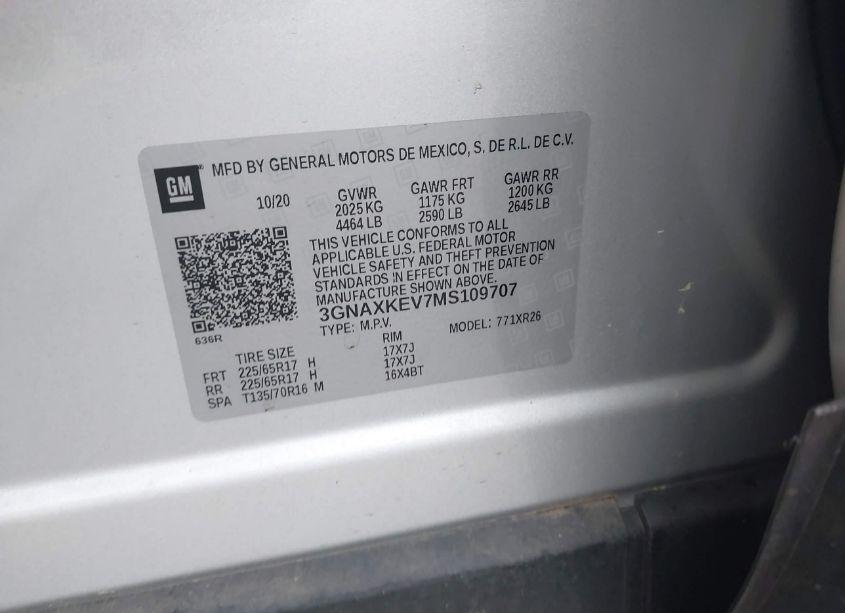 GM
MFD BY GENERAL MOTORS DE MEXICO, S. DE R.L. DE C.V.
10/20 GVWR GAWR FRT GAWR RR
2025 KG 1175 KG 1200 KG
4464 LB 2590 LB 2645 LB
THIS VEHICLE CONFORMS TO ALL
APPLICABLE U.S. FEDERAL MOTOR
VEHICLE SAFETY AND THEFT PREVENTION
STANDARDS IN EFFECT ON THE DATE OF
MANUFACTURE SHOWN ABOVE.
3GNAXKEV7MS109707
TYPE: M.P.V. MODEL: 771XR26
636R
TIRE SIZE RIM
FRT 225/65R17 H 17X7J
RR 225/65R17 H 17X7J
SPA T135/70R16 M 16X4BT